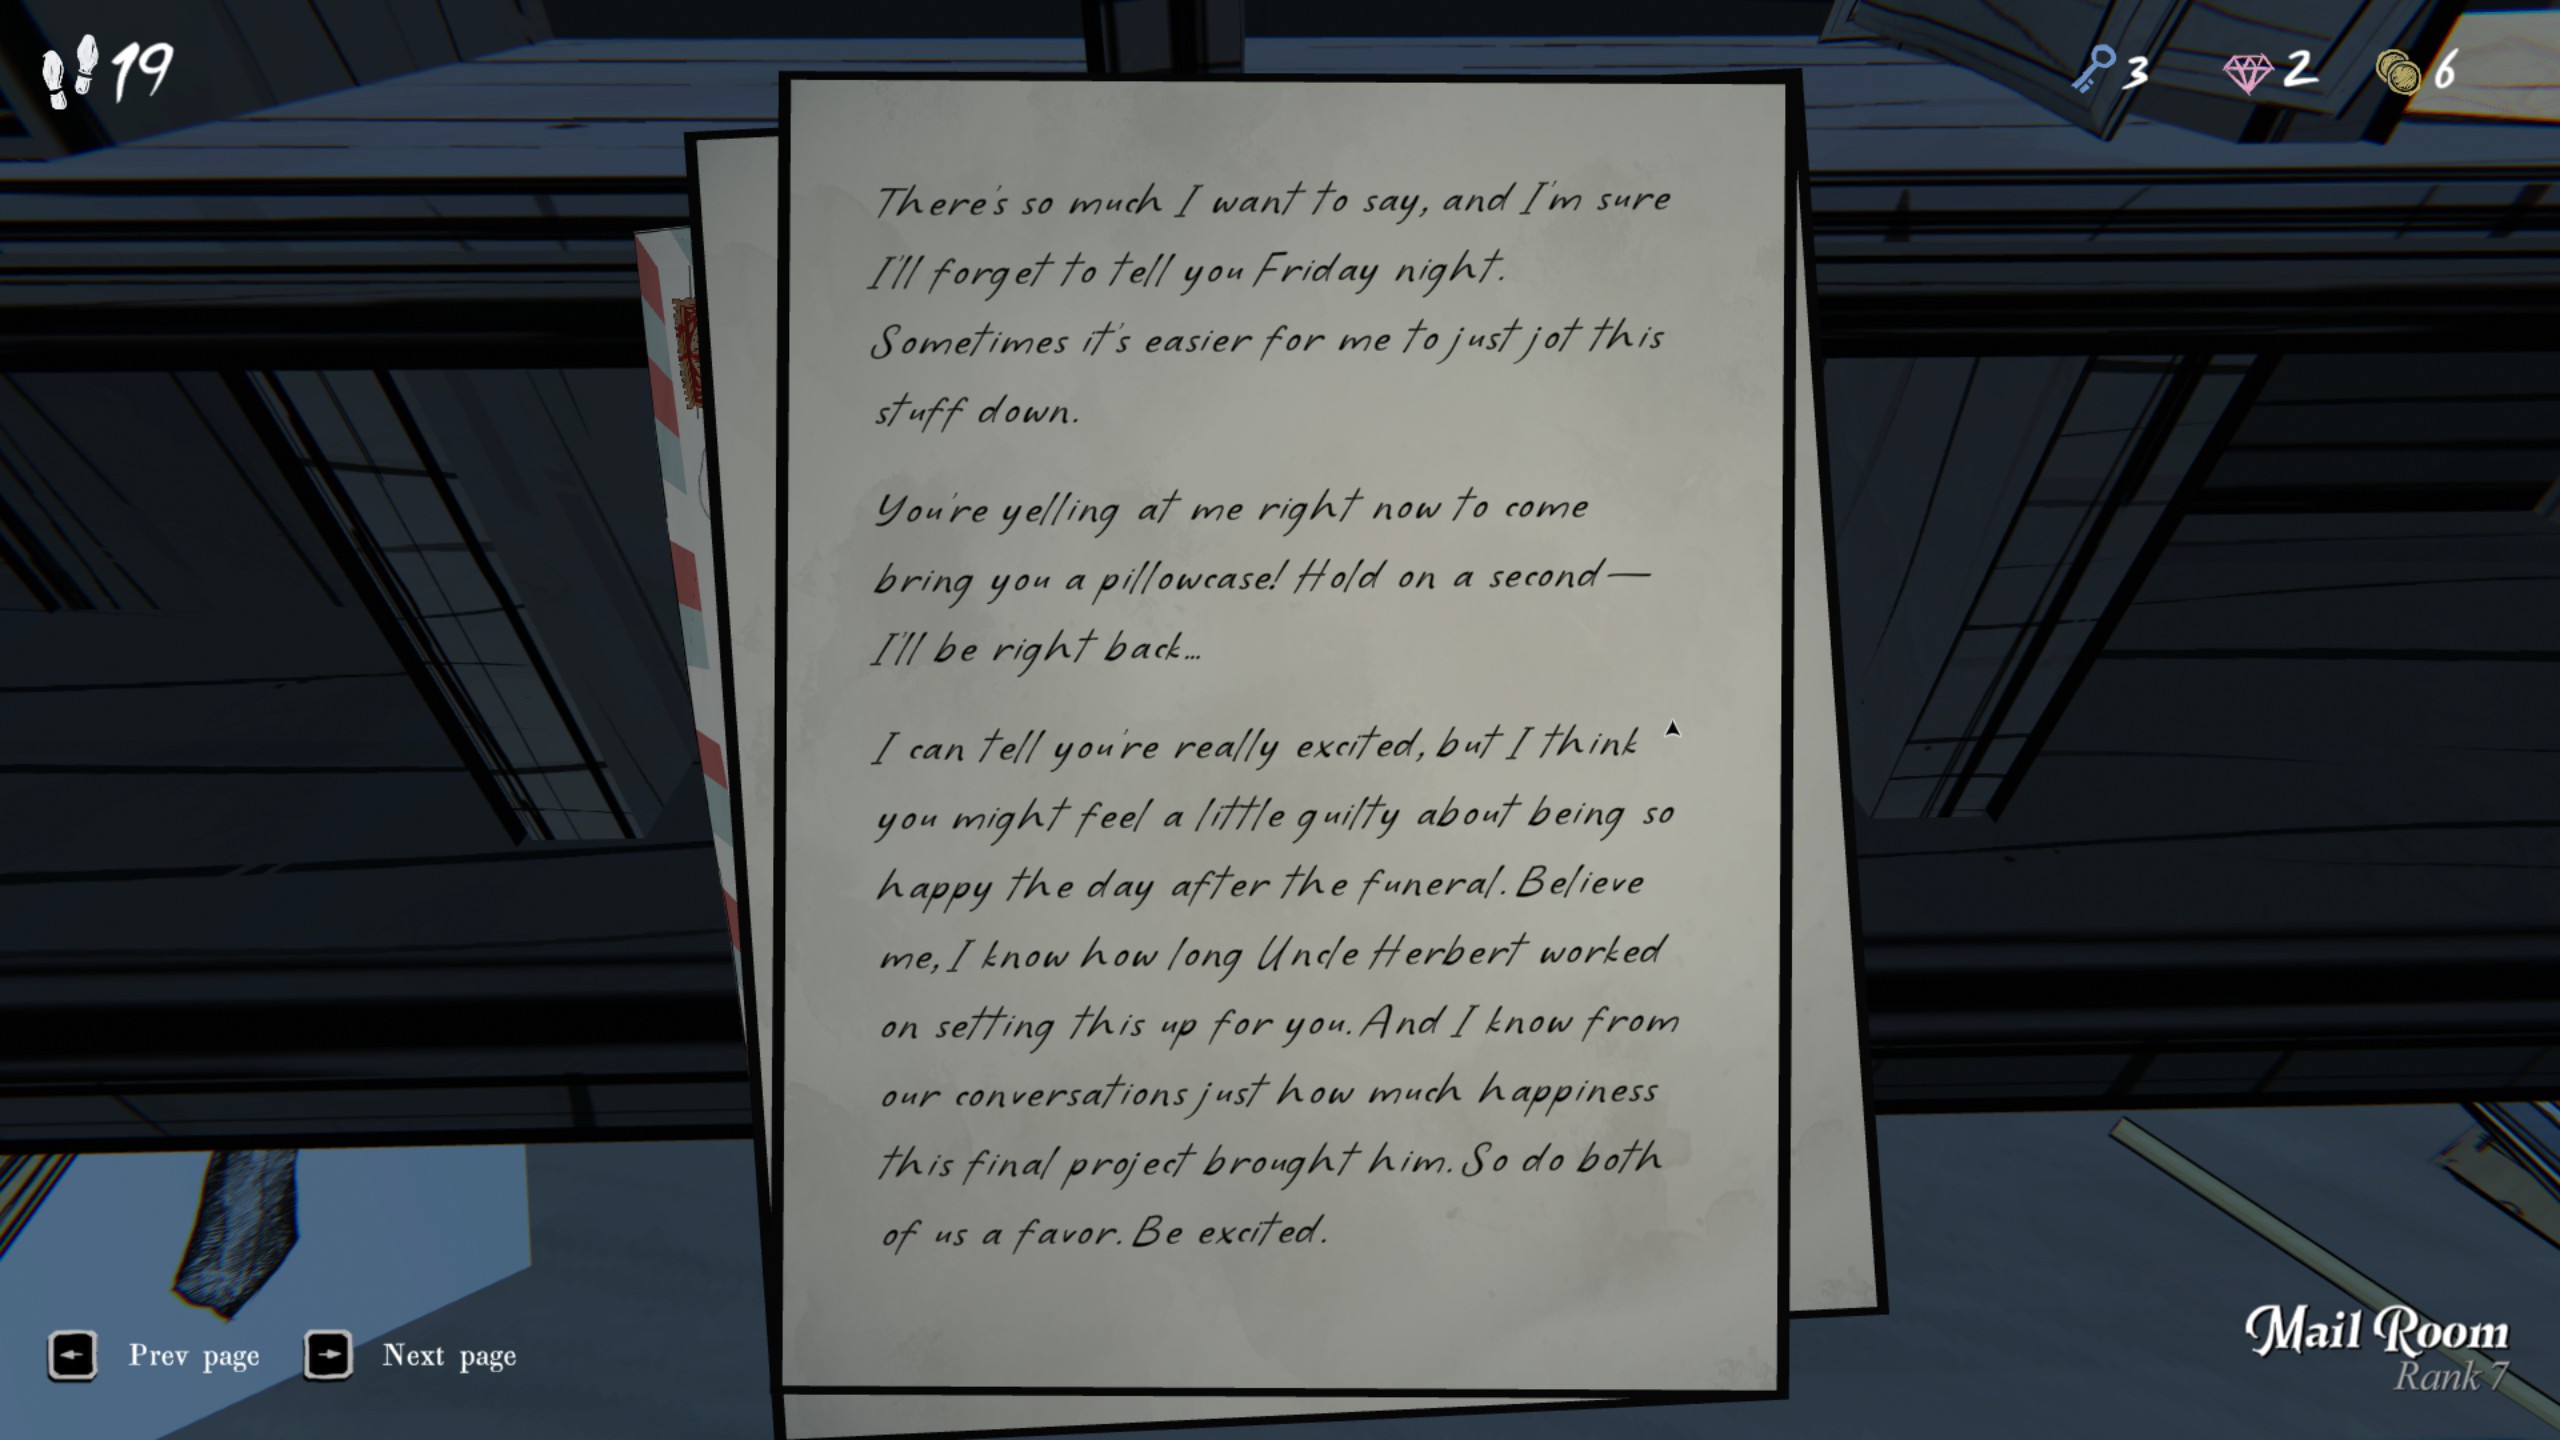 19
3
2
6
There's so much I want to say, and I'm sure
I'll forget to tell you Friday night.
Sometimes it's easier for me to just jot this
stuff down.
You're yelling at me right now to come
bring you a pillowcase! Hold on a second—
I'll be right back...
I can tell you're really excited, but I think
you might feel a little guilty about being so
happy the day after the funeral. Believe
me, I know how long Uncle Herbert worked
on setting this up for you. And I know from
our conversations just how much happiness
this final project brought him. So do both
of us a favor. Be excited.
Prev page
Next page
Mail Room
Rank 7